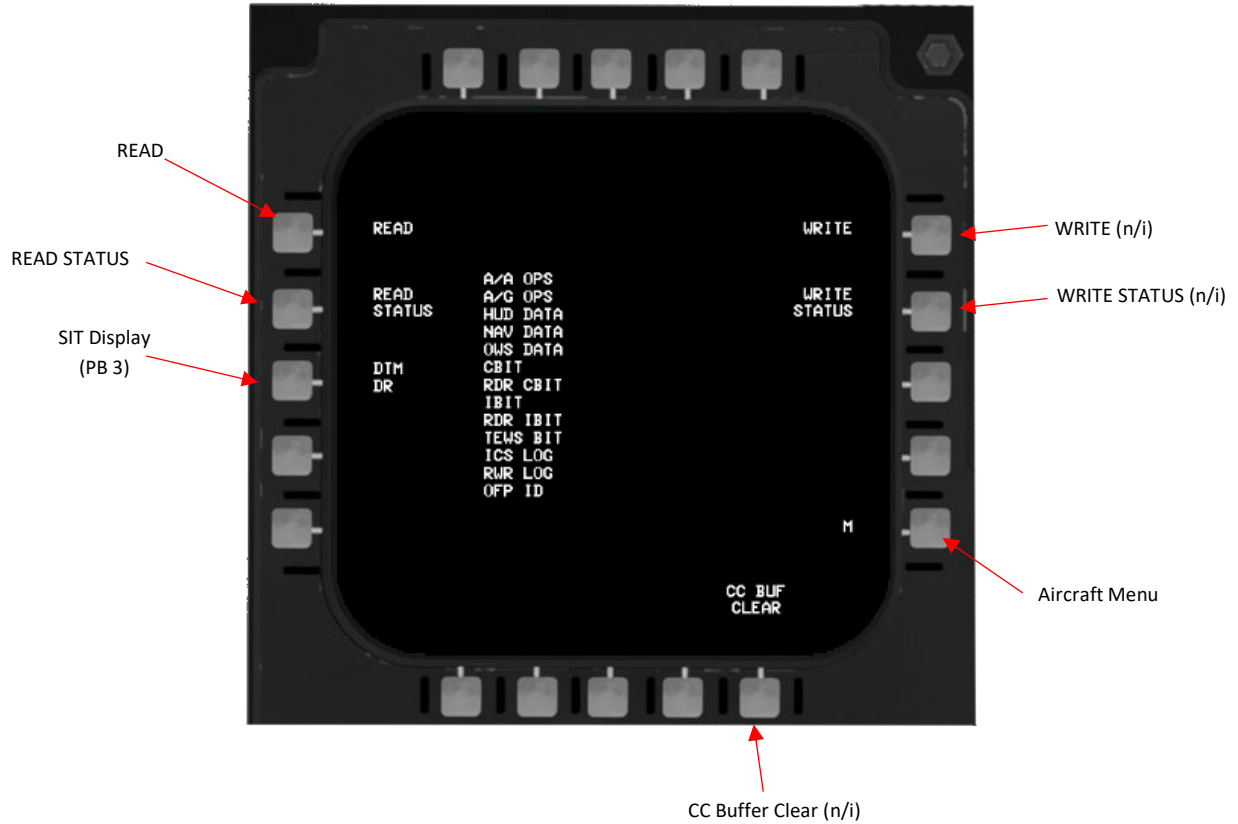 READ
READ WRITE
WRITE (n/i)
READ STATUS
READ
STATUS
A/A OPS
A/G OPS
HUD DATA
NAV DATA
OWS DATA
CBIT
RDR CBIT
IBIT
RDR IBIT
TEWS BIT
ICS LOG
RWR LOG
OFP ID
WRITE
STATUS
WRITE STATUS (n/i)
SIT Display
(PB 3)
DTM
DR
M
Aircraft Menu
CC BUF
CLEAR
CC Buffer Clear (n/i)